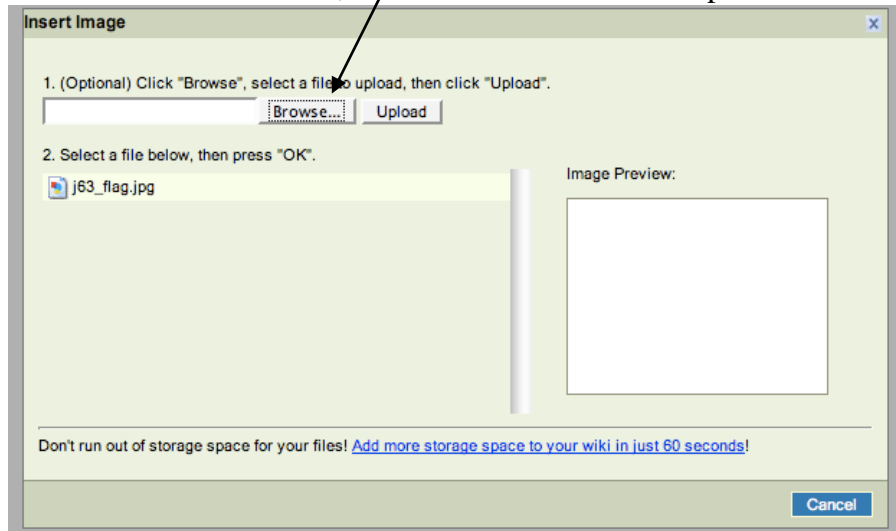 Insert Image
x
1. (Optional) Click "Browse", select a file to upload, then click "Upload".
Browse... Upload
2. Select a file below, then press "OK".
j63_flag.jpg
Image Preview:
Don't run out of storage space for your files! Add more storage space to your wiki in just 60 seconds!
Cancel